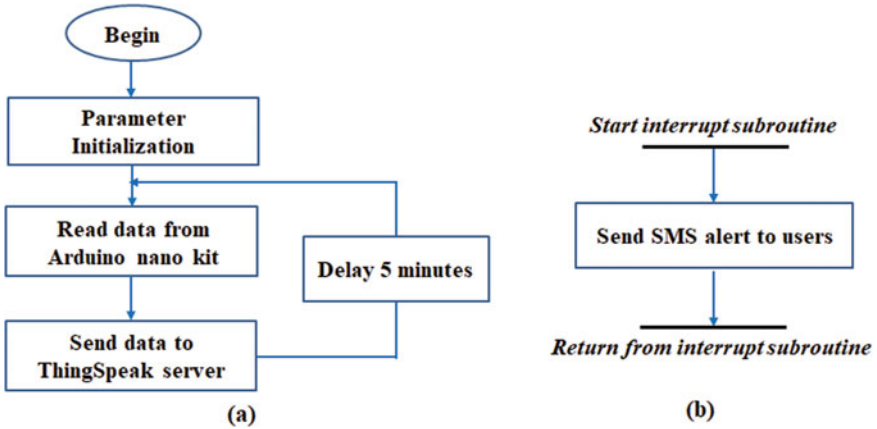 Begin
Parameter
Initialization
Read data from
Arduino nano kit
Delay 5 minutes
Send data to
ThingSpeak server
(a)
Start interrupt subroutine
Send SMS alert to users
Return from interrupt subroutine
(b)